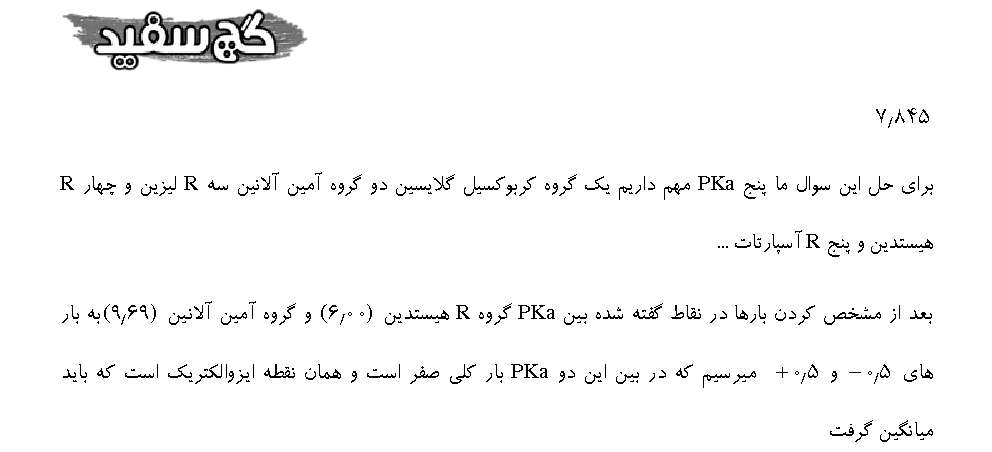 گچ سفید
۷٫۸۴۵
برای حل این سوال ما پنج PKa مهم داریم یک گروه کربوکسیل گلایسین دو گروه آمین آلانین سه R لیزین و چهار R
هیستدین و پنج R آسپارتات ...
بعد از مشخص کردن بارها در نقاط گفته شده بین PKa گروه R هیستدین (۶٫۰۰) و گروه آمین آلانین (۹٫۶۹) به بار
های ۰٫۵ − و ۰٫۵ + میرسیم که در بین این دو PKa بار کلی صفر است و همان نقطه ایزوالکتریک است که باید
میانگین گرفت